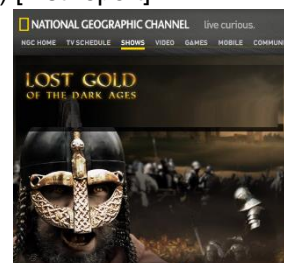 NATIONAL GEOGRAPHIC CHANNEL live curious.
NGC HOME TV SCHEDULE SHOWS VIDEO GAMES MOBILE COMMUN
LOST GOLD
OF THE DARK AGES